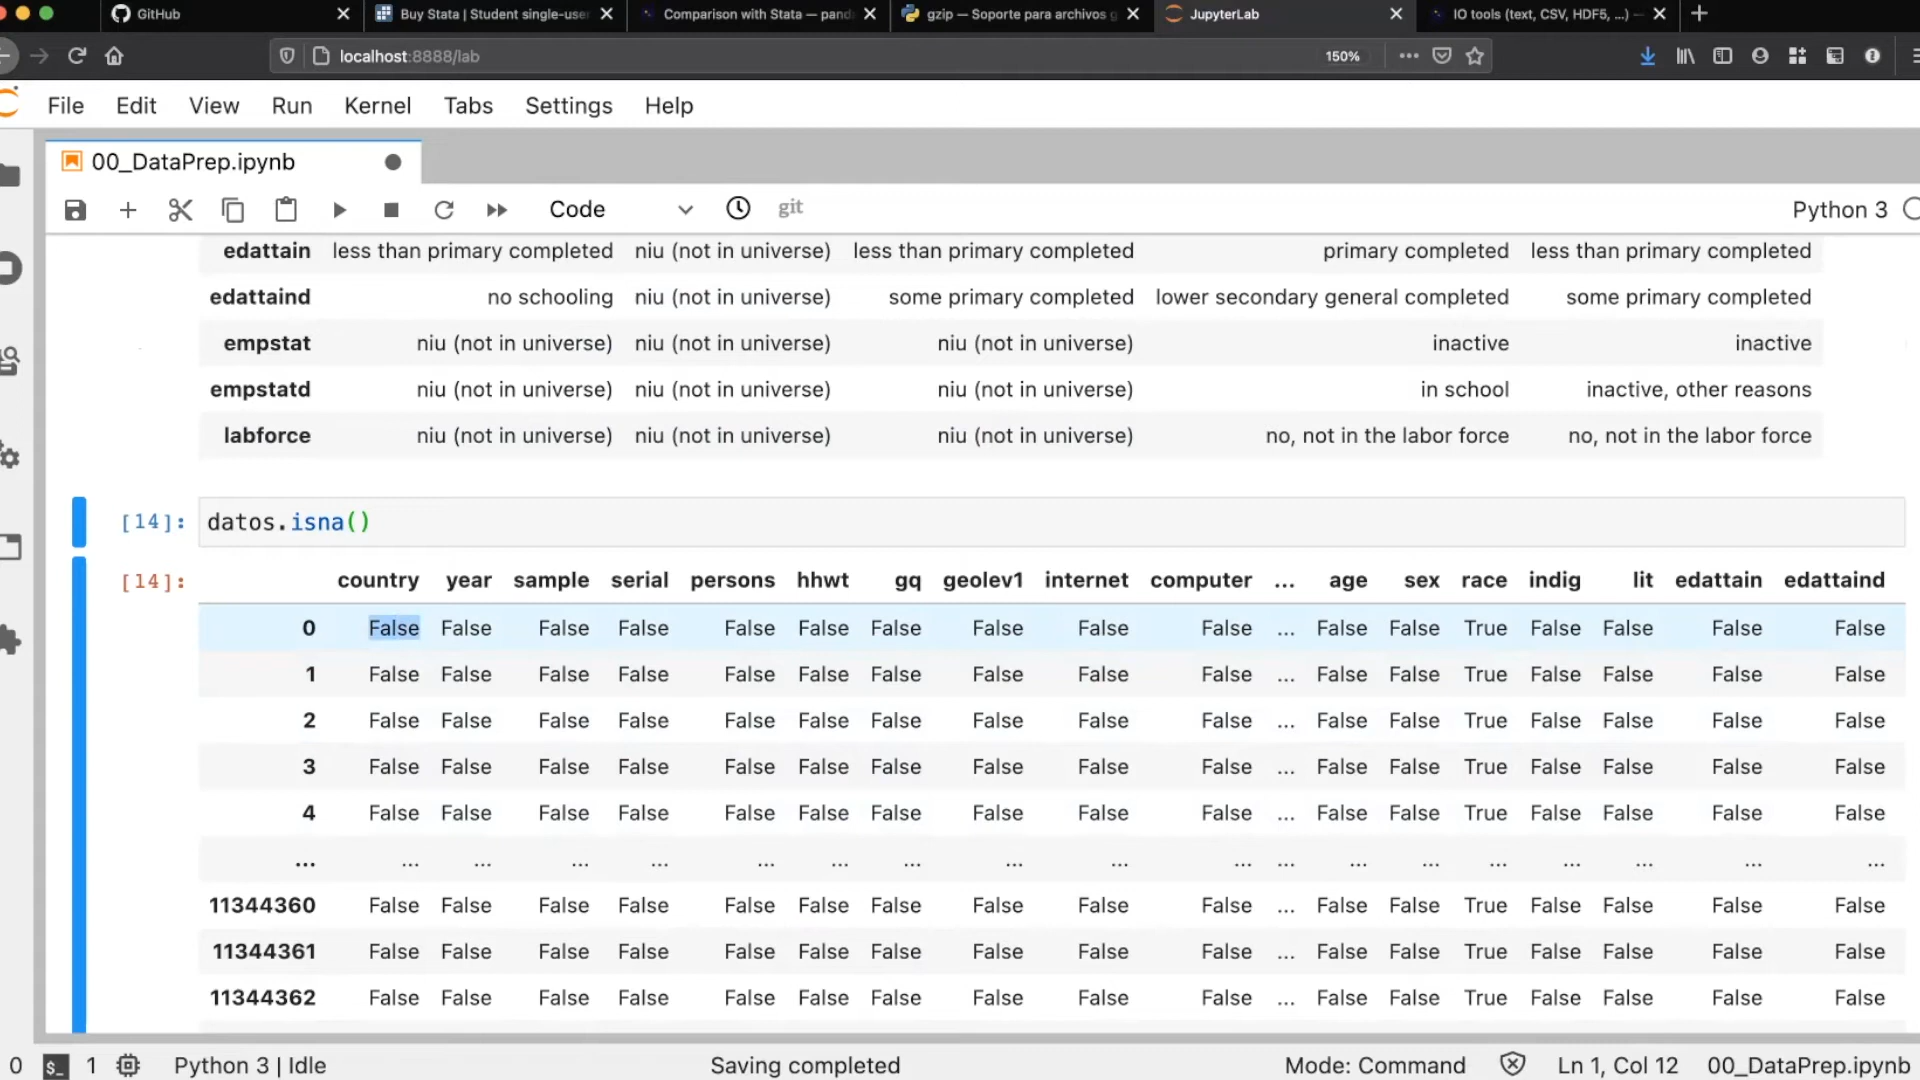 GitHub
Buy Stata | Student single-use
Comparison with Stata — pand
gzip — Soporte para archivos g
JupyterLab
IO tools (text, CSV, HDF5, …) —
localhost:8888/lab
150%
File Edit View Run Kernel Tabs Settings Help
00_DataPrep.ipynb
Code
git
Python 3
edattain less than primary completed niu (not in universe) less than primary completed primary completed less than primary completed
edattaind no schooling niu (not in universe) some primary completed lower secondary general completed some primary completed
empstat niu (not in universe) niu (not in universe) niu (not in universe) inactive inactive
empstatd niu (not in universe) niu (not in universe) niu (not in universe) in school inactive, other reasons
labforce niu (not in universe) niu (not in universe) niu (not in universe) no, not in the labor force no, not in the labor force
[14]: datos.isna()
[14]: country year sample serial persons hhwt gq geolev1 internet computer ... age sex race indig lit edattain edattaind
0 False False False False False False False False False False ... False False True False False False False
1 False False False False False False False False False False ... False False True False False False False
2 False False False False False False False False False False ... False False True False False False False
3 False False False False False False False False False False ... False False True False False False False
4 False False False False False False False False False False ... False False True False False False False
... ... ... ... ... ... ... ... ... ... ... ... ... ... ... ... ... ... ...
11344360 False False False False False False False False False False ... False False True False False False False
11344361 False False False False False False False False False False ... False False True False False False False
11344362 False False False False False False False False False False ... False False True False False False False
0 $_ 1 Python 3 | Idle Saving completed Mode: Command Ln 1, Col 12 00_DataPrep.ipynb